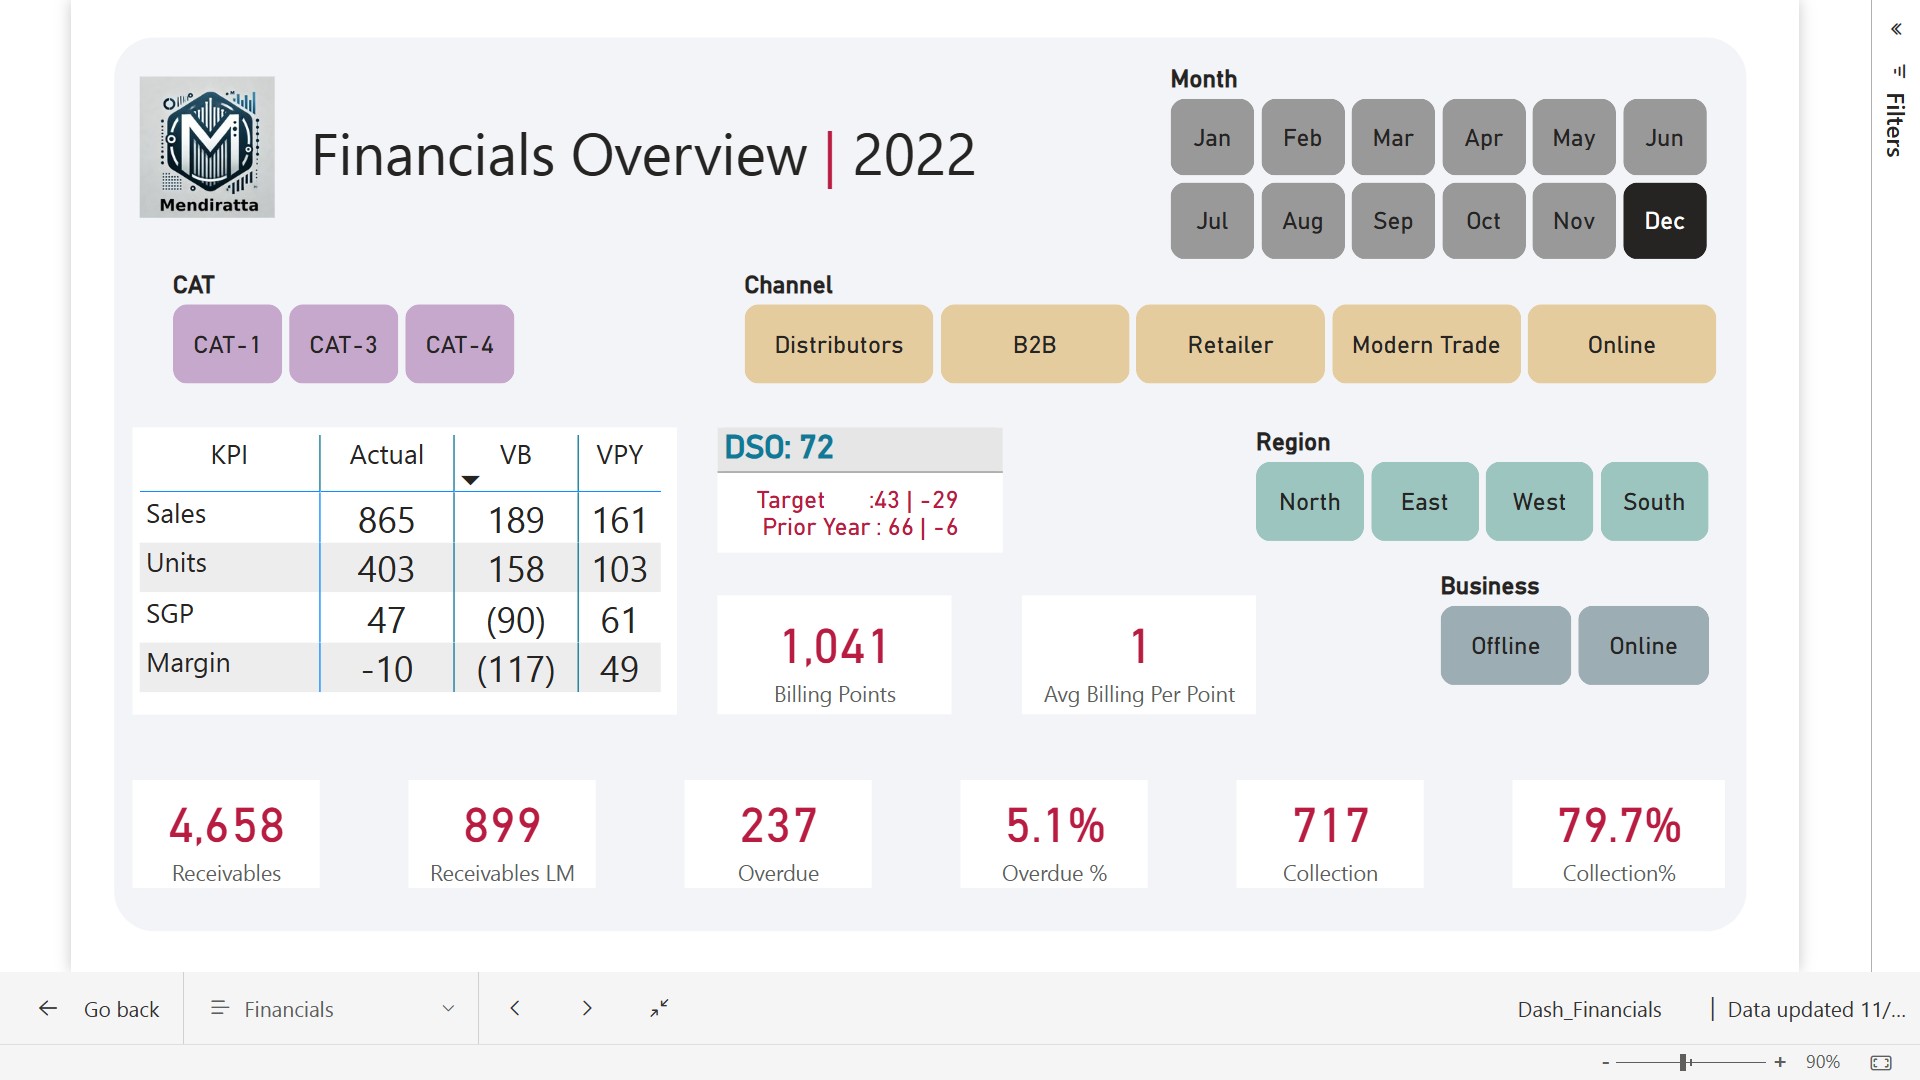 Mendiratta
Financials Overview | 2022
Month
Jan Feb Mar Apr May Jun
Jul Aug Sep Oct Nov Dec
Filters
CAT
CAT-1 CAT-3 CAT-4
Channel
Distributors B2B Retailer Modern Trade Online
KPI Actual VB VPY
Sales 865 189 161
Units 403 158 103
SGP 47 (90) 61
Margin -10 (117) 49
DSO: 72
Target :43 | -29
Prior Year : 66 | -6
Region
North East West South
Business
Offline Online
1,041
Billing Points
1
Avg Billing Per Point
4,658
Receivables
899
Receivables LM
237
Overdue
5.1%
Overdue %
717
Collection
79.7%
Collection%
Go back
Financials
Dash_Financials | Data updated 11/...
- + 90%